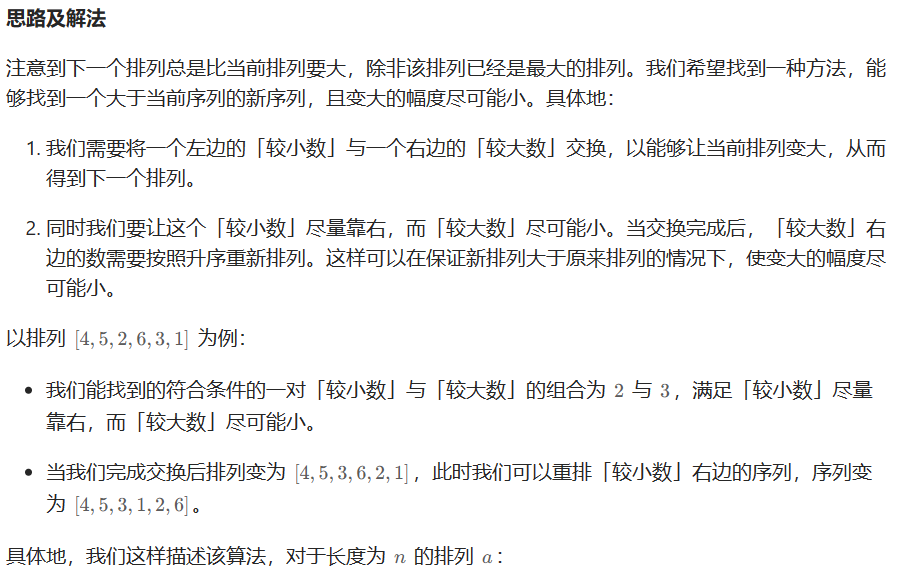 思路及解法
注意到下一个排列总是比当前排列要大，除非该排列已经是最大的排列。我们希望找到一种方法，能
够找到一个大于当前序列的新序列，且变大的幅度尽可能小。具体地：
1. 我们需要将一个左边的「较小数」与一个右边的「较大数」交换，以能够让当前排列变大，从而
得到下一个排列。
2. 同时我们要让这个「较小数」尽量靠右，而「较大数」尽可能小。当交换完成后，「较大数」右
边的数需要按照升序重新排列。这样可以在保证新排列大于原来排列的情况下，使变大的幅度尽
可能小。
以排列 [4, 5, 2, 6, 3, 1] 为例：
• 我们能找到的符合条件的一对「较小数」与「较大数」的组合为 2 与 3，满足「较小数」尽量
靠右，而「较大数」尽可能小。
• 当我们完成交换后排列变为 [4, 5, 3, 6, 2, 1]，此时我们可以重排「较小数」右边的序列，序列变
为 [4, 5, 3, 1, 2, 6]。
具体地，我们这样描述该算法，对于长度为 n 的排列 a：